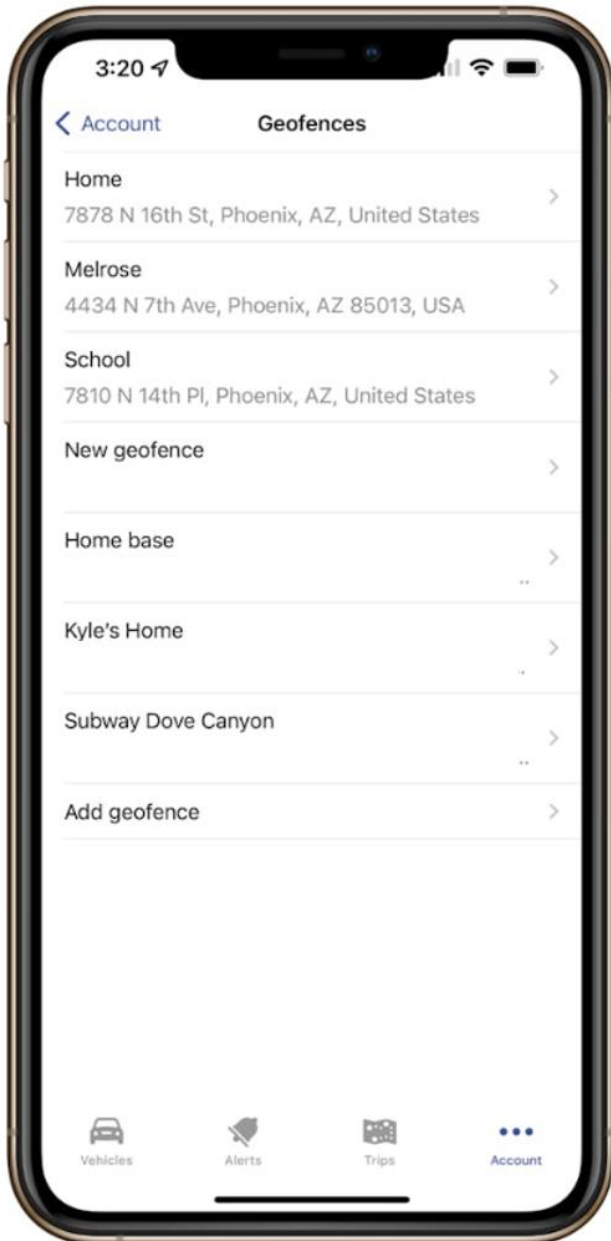 3:20
Account
Geofences
Home
7878 N 16th St, Phoenix, AZ, United States
Melrose
4434 N 7th Ave, Phoenix, AZ 85013, USA
School
7810 N 14th Pl, Phoenix, AZ, United States
New geofence
Home base
Kyle's Home
Subway Dove Canyon
Add geofence
Vehicles
Alerts
Trips
Account